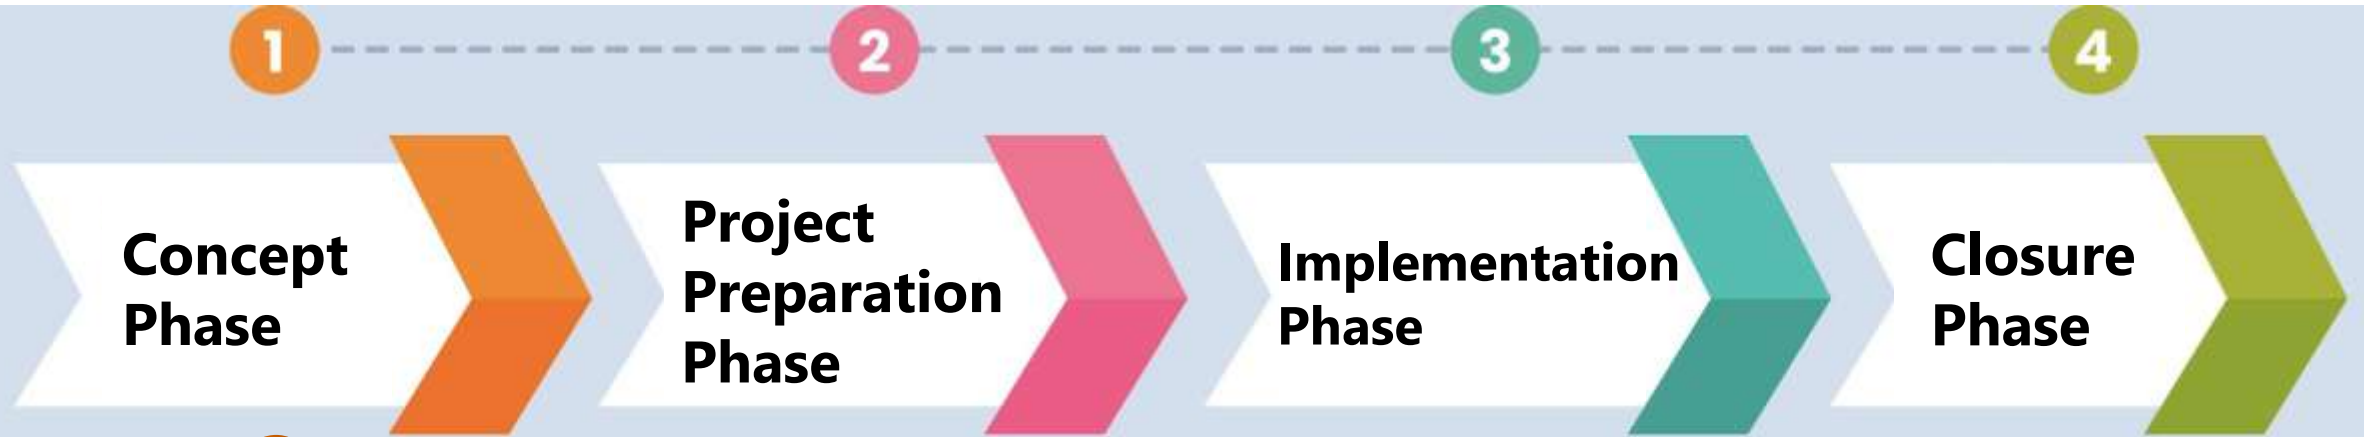 1
2
3
4
Concept
Phase
Project
Preparation
Phase
Implementation
Phase
Closure
Phase